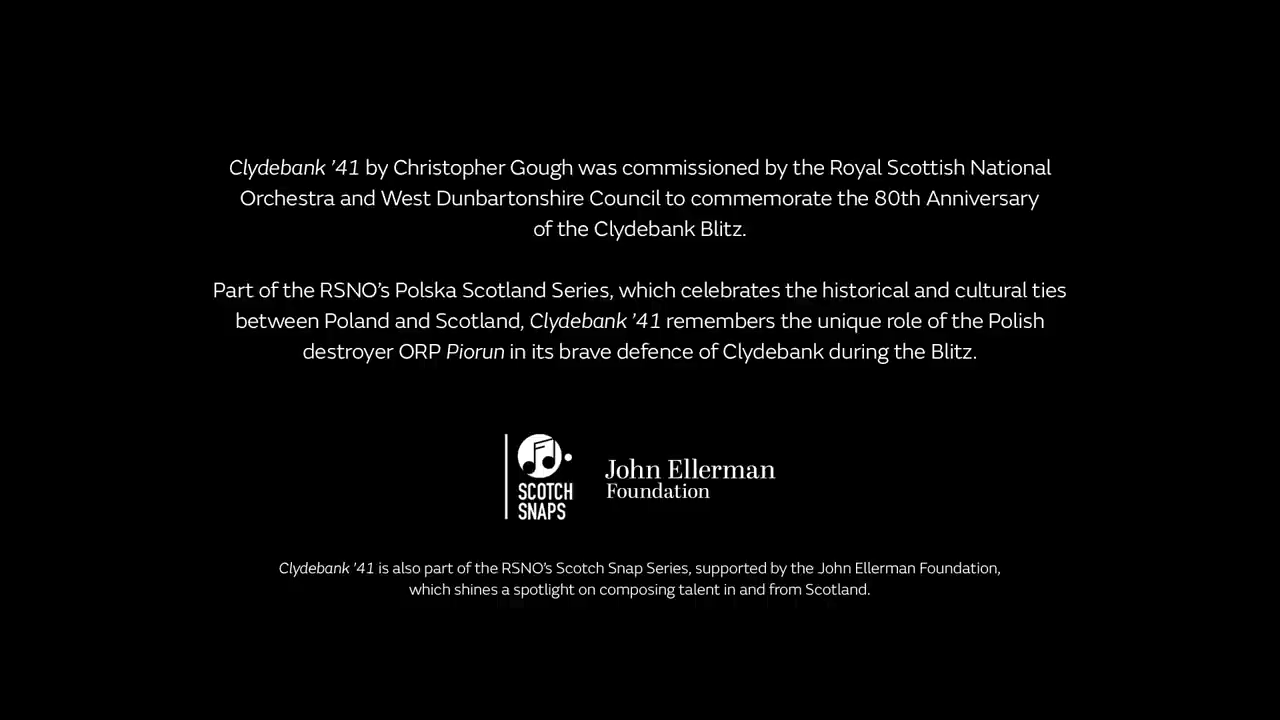 Clydebank ’41 by Christopher Gough was commissioned by the Royal Scottish National
Orchestra and West Dunbartonshire Council to commemorate the 80th Anniversary
of the Clydebank Blitz.
Part of the RSNO’s Polska Scotland Series, which celebrates the historical and cultural ties
between Poland and Scotland, Clydebank ’41 remembers the unique role of the Polish
destroyer ORP Piorun in its brave defence of Clydebank during the Blitz.
SCOTCH
SNAPS
John Ellerman
Foundation
Clydebank ’41 is also part of the RSNO’s Scotch Snap Series, supported by the John Ellerman Foundation,
which shines a spotlight on composing talent in and from Scotland.